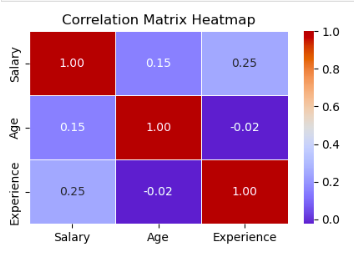 Correlation Matrix Heatmap
Salary 1.00 0.15 0.25
Age 0.15 1.00 -0.02
Experience 0.25 -0.02 1.00
Salary Age Experience
1.0
0.8
0.6
0.4
0.2
0.0